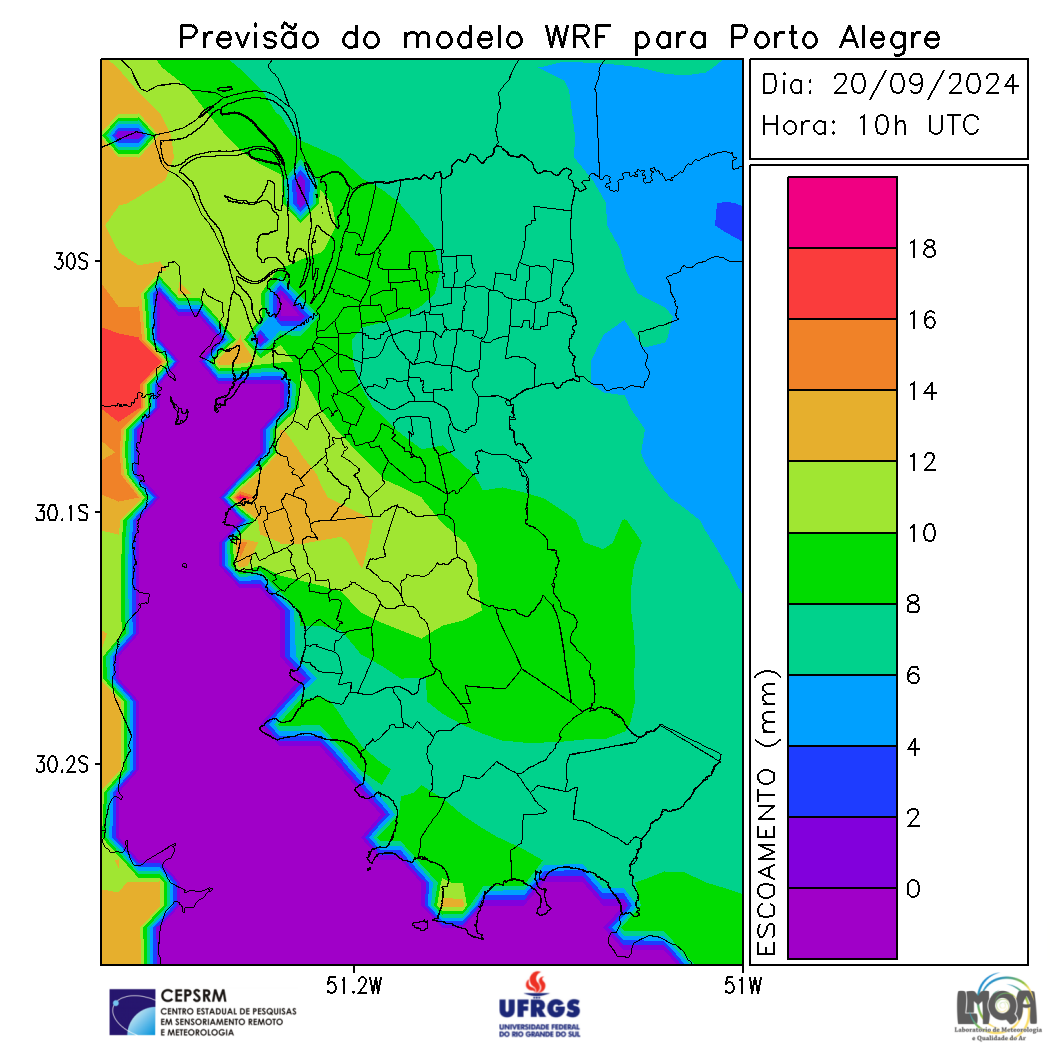 Previsão do modelo WRF para Porto Alegre
Dia: 20/09/2024
Hora: 10h UTC
30S
30.1S
30.2S
51.2W
51W
ESCOAMENTO (mm)
18
16
14
12
10
8
6
4
2
0
CEPSRM
CENTRO ESTADUAL DE PESQUISAS
EM SENSORIAMENTO REMOTO
E METEOROLOGIA
UFRGS
UNIVERSIDADE FEDERAL
DO RIO GRANDE DO SUL
LMQA
Laboratório de Meteorologia
e Qualidade do Ar